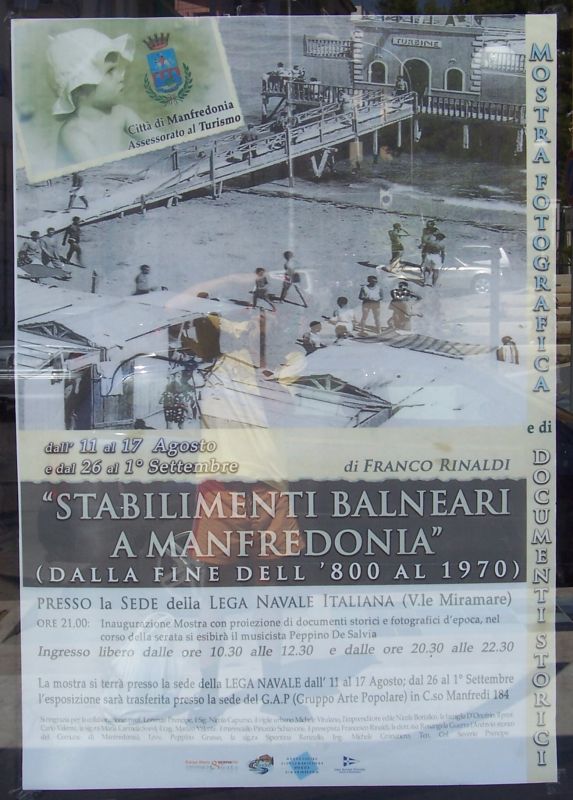 Città di Manfredonia
Assessorato al Turismo
TURBINE
MOSTRA FOTOGRAFICA
e di
DOCUMENTI STORICI
dall' 11 al 17 Agosto
e dal 26 al 1° Settembre
di FRANCO RINALDI
"STABILIMENTI BALNEARI
A MANFREDONIA"
(DALLA FINE DELL '800 AL 1970)
PRESSO la SEDE della LEGA NAVALE ITALIANA (V.le Miramare)
ORE 21.00: Inaugurazione Mostra con proiezione di documenti storici e fotografici d'epoca, nel
corso della serata si esibirà il musicista Peppino De Salvia
Ingresso libero dalle ore 10.30 alle 12.30 e dalle ore 20.30 alle 22.30
La mostra si terrà presso la sede della LEGA NAVALE dall' 11 al 17 Agosto; dal 26 al 1° Settembre
l'esposizione sarà trasferita presso la sede del G.A.P (Gruppo Arte Popolare) in C.so Manfredi 184